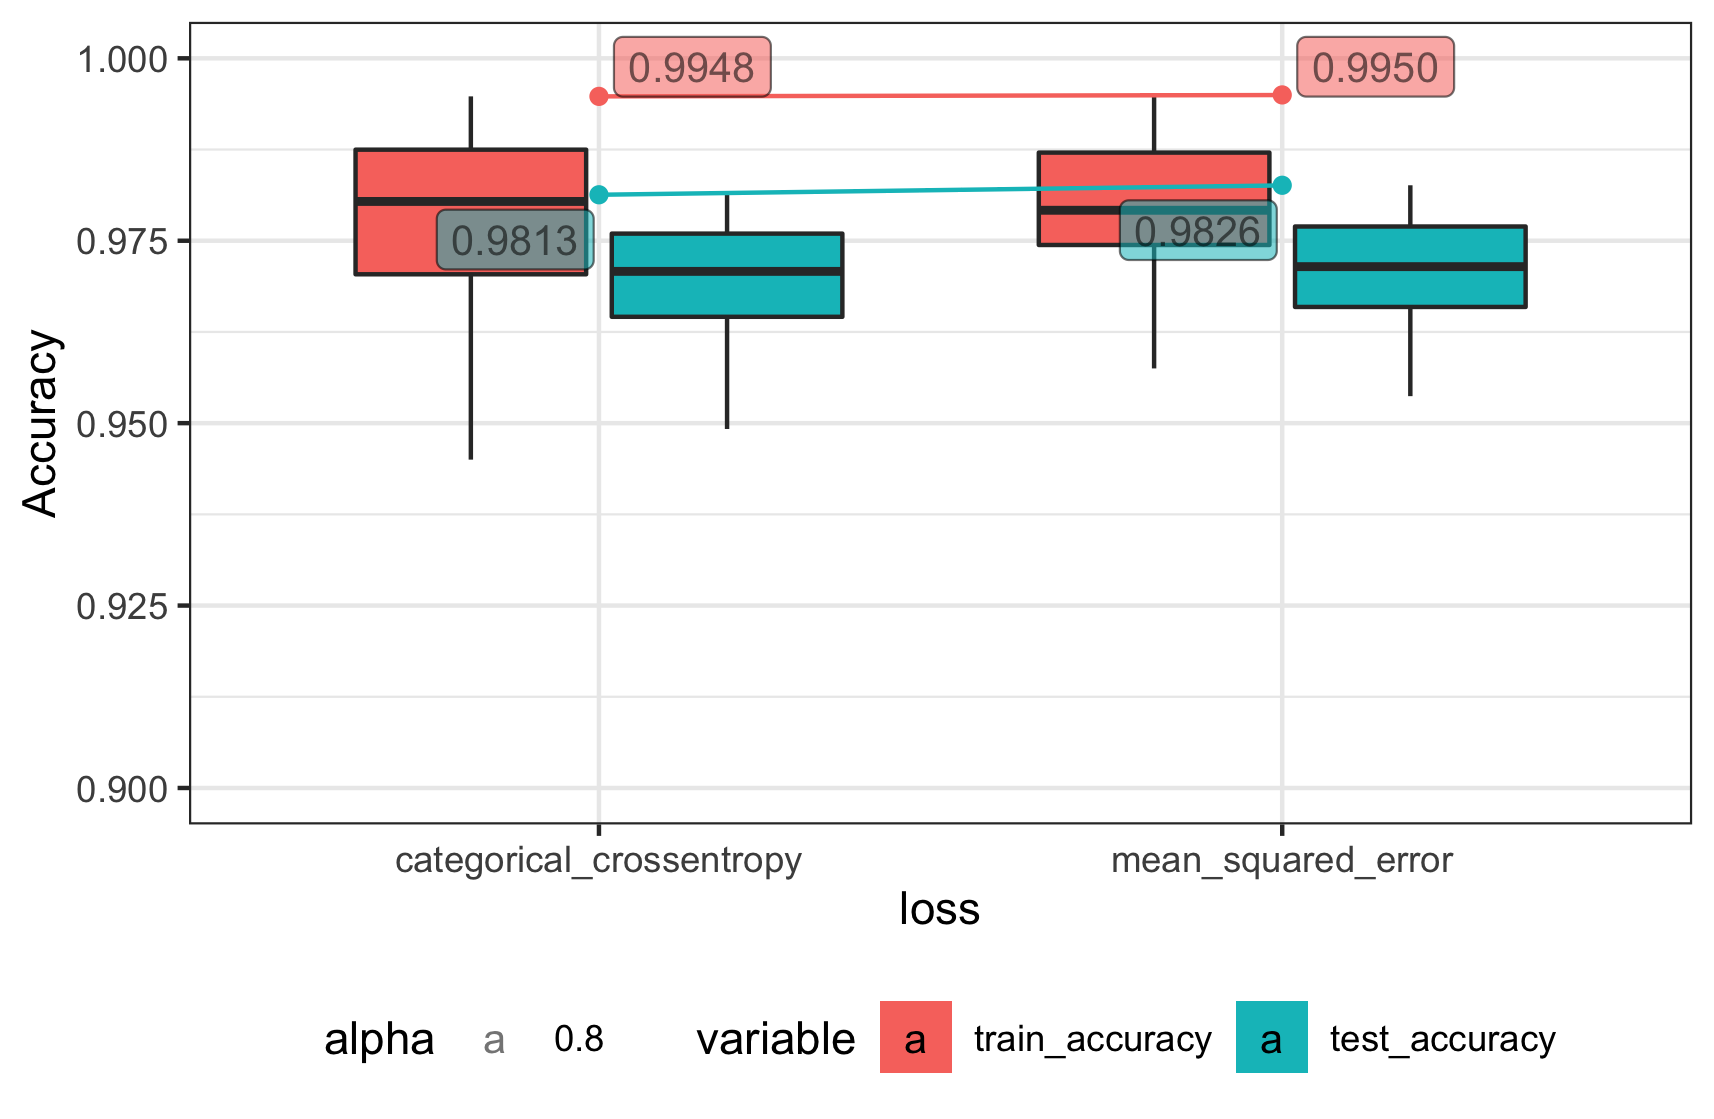 1.000
0.975
0.950
0.925
0.900
Accuracy
0.9948
0.9950
0.9813
0.9826
categorical_crossentropy
mean_squared_error
loss
alpha a 0.8 variable a train_accuracy a test_accuracy